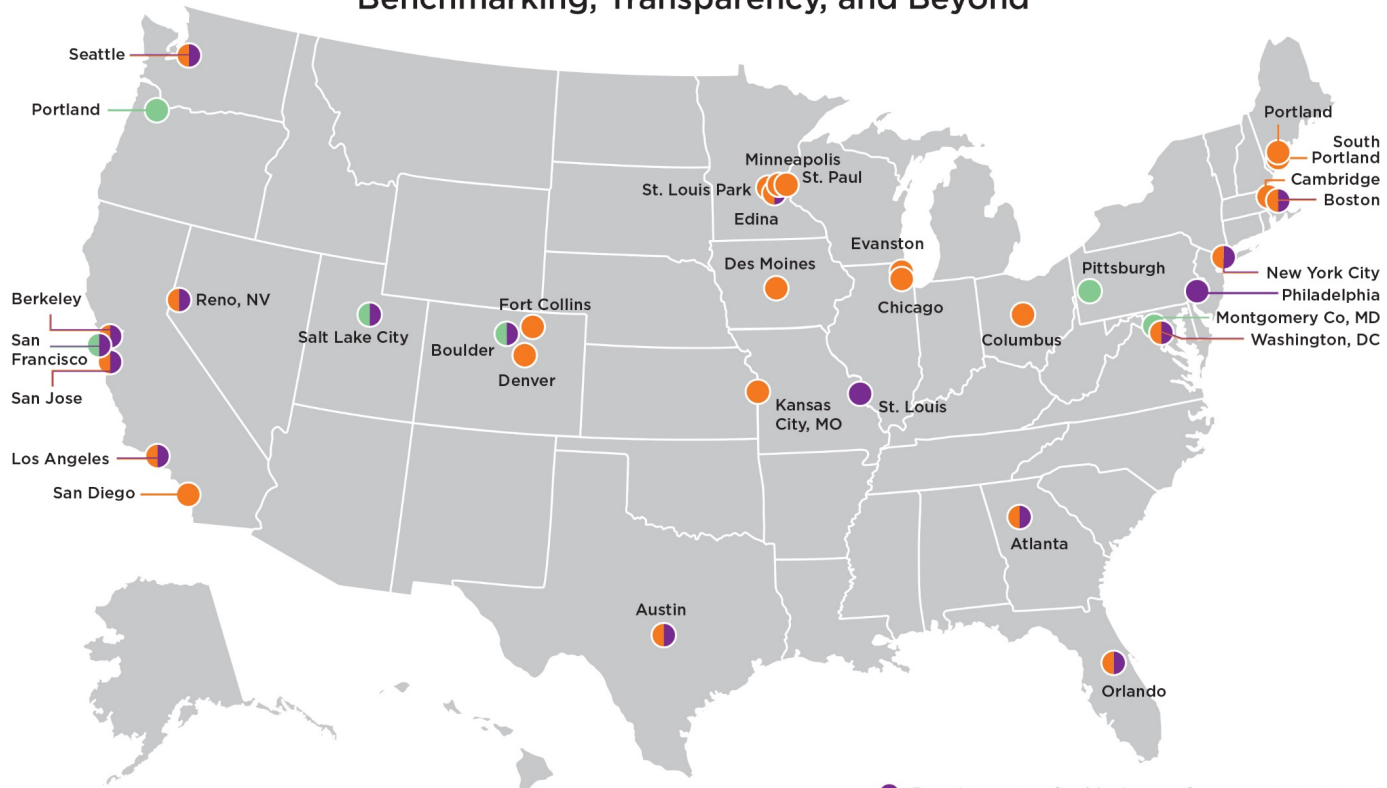 Benchmarking, Transparency, and Beyond
Seattle
Portland
Portland
South
Portland
Cambridge
Boston
Minneapolis
St. Paul
St. Louis Park
Edina
Evanston
Des Moines
Chicago
Pittsburgh
New York City
Philadelphia
Montgomery Co, MD
Washington, DC
Columbus
Berkeley
San
Francisco
San Jose
Reno, NV
Salt Lake City
Fort Collins
Boulder
Denver
Kansas
City, MO
St. Louis
Los Angeles
San Diego
Atlanta
Austin
Orlando